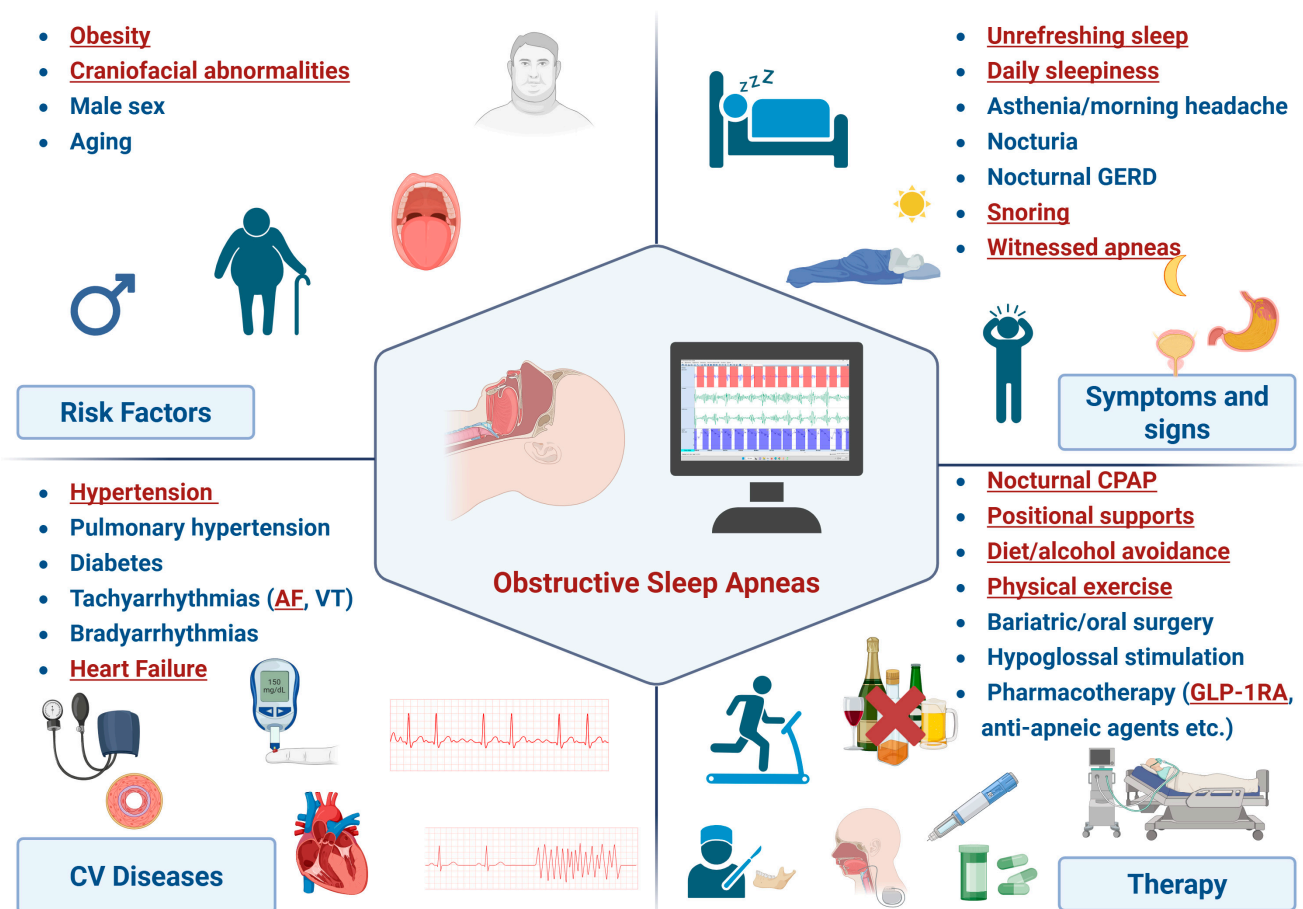 Obesity
Craniofacial abnormalities
Male sex
Aging
Risk Factors
zzZ
Unrefreshing sleep
Daily sleepiness
Asthenia/morning headache
Nocturia
Nocturnal GERD
Snoring
Witnessed apneas
Symptoms and
signs
Obstructive Sleep Apneas
Hypertension
Pulmonary hypertension
Diabetes
Tachyarrhythmias (AF, VT)
Bradyarrhythmias
Heart Failure
150
mg/dL
CV Diseases
Nocturnal CPAP
Positional supports
Diet/alcohol avoidance
Physical exercise
Bariatric/oral surgery
Hypoglossal stimulation
Pharmacotherapy (GLP-1RA,
anti-apneic agents etc.)
Therapy